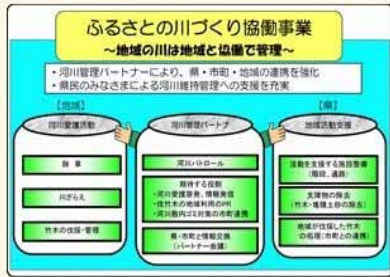 ふるさとの川づくり協働事業
～地域の川は地域と協働で管理～
・河川管理パートナーにより、県・市町・地域の連携を強化
・県民のみなさまによる河川維持管理への支援を充実
【地域】
河川愛護活動
除草
川ざらえ
竹木の伐採・管理
河川管理パートナ
河川パトロール
期待する役割
・河川愛護啓発、情報発信
・伐竹木の地域利用のPR
・河川敷内ゴミ対策の市町連携
県・市町と情報交換
(パートナー会議)
【県】
地域活動支援
活動を支援する施設整備
(階段、通路)
支障物の除去
(竹木・堆積土砂の除去)
地域が伐採した竹木
の処理(市町との連携)